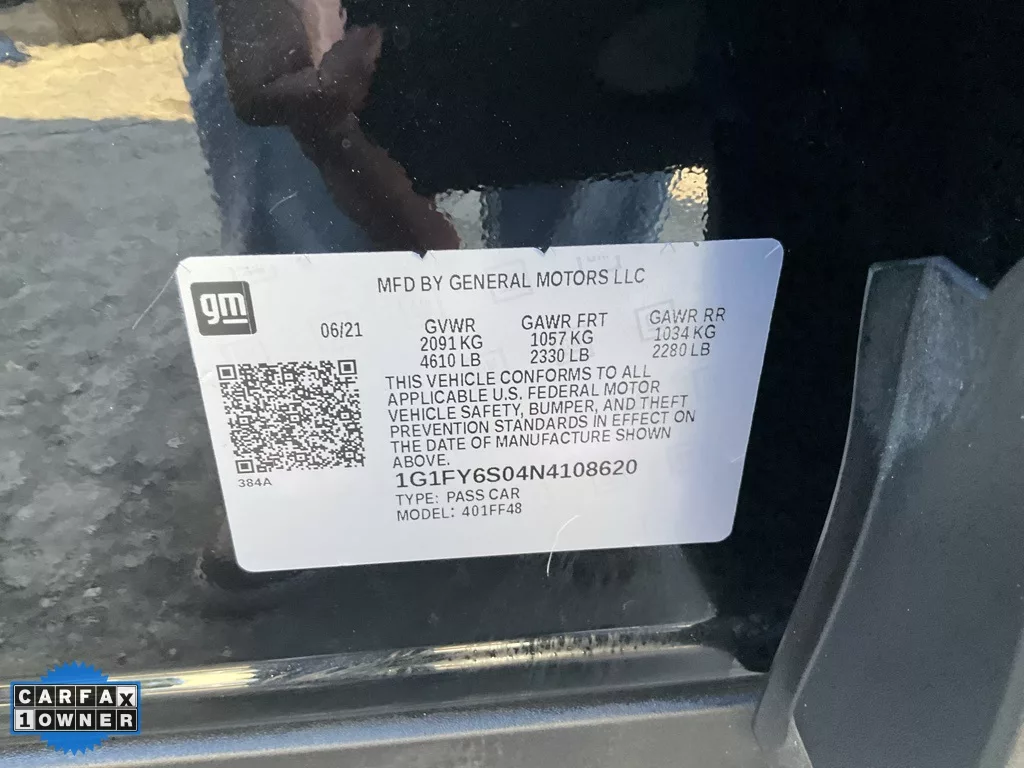 MFD BY GENERAL MOTORS LLC
gm
06/21
GVWR
2091 KG
4610 LB
GAWR FRT
1057 KG
2330 LB
GAWR RR
1034 KG
2280 LB
THIS VEHICLE CONFORMS TO ALL
APPLICABLE U.S. FEDERAL MOTOR
VEHICLE SAFETY, BUMPER, AND THEFT
PREVENTION STANDARDS IN EFFECT ON
THE DATE OF MANUFACTURE SHOWN
ABOVE.
384A
1G1FY6S04N4108620
TYPE: PASS CAR
MODEL: 401FF48
CARFAX
1 OWNER